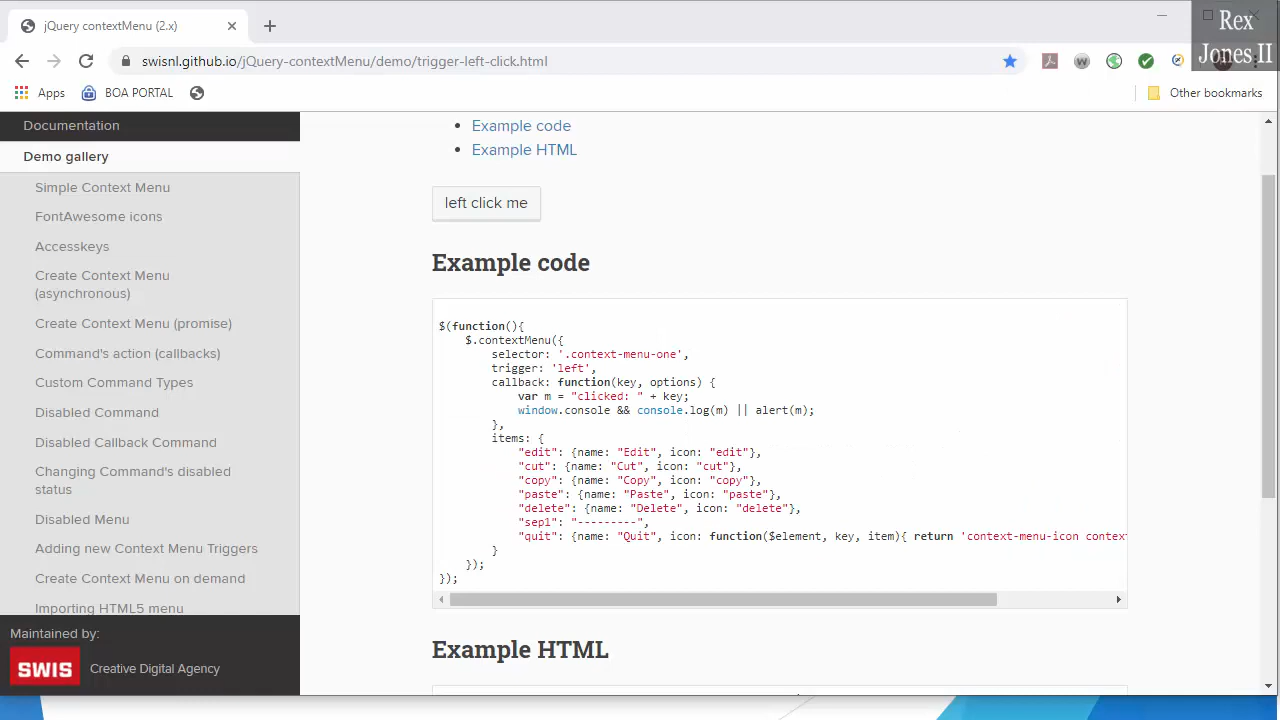 jQuery contextMenu (2.x)
Rex
Jones II
swisnl.github.io/jQuery-contextMenu/demo/trigger-left-click.html
Apps
BOA PORTAL
Other bookmarks
Documentation
Demo gallery
Simple Context Menu
FontAwesome icons
Accesskeys
Create Context Menu
(asynchronous)
Create Context Menu (promise)
Command's action (callbacks)
Custom Command Types
Disabled Command
Disabled Callback Command
Changing Command's disabled
status
Disabled Menu
Adding new Context Menu Triggers
Create Context Menu on demand
Importing HTML5 menu
Maintained by:
SWIS
Creative Digital Agency
• Example code
• Example HTML
left click me
Example code
$(function(){
    $.contextMenu({
        selector: '.context-menu-one',
        trigger: 'left',
        callback: function(key, options) {
            var m = "clicked: " + key;
            window.console && console.log(m) || alert(m);
        },
        items: {
            "edit": {name: "Edit", icon: "edit"},
            "cut": {name: "Cut", icon: "cut"},
            "copy": {name: "Copy", icon: "copy"},
            "paste": {name: "Paste", icon: "paste"},
            "delete": {name: "Delete", icon: "delete"},
            "sep1": "---------",
            "quit": {name: "Quit", icon: function($element, key, item){ return 'context-menu-icon context
        }
    });
});
Example HTML